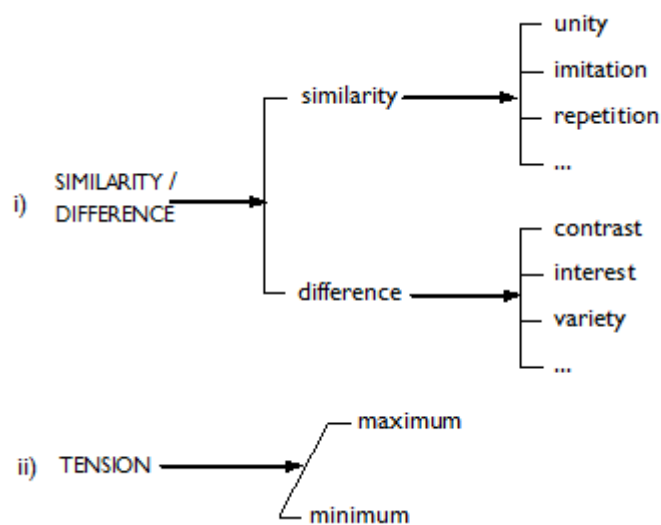 unity
imitation
similarity
repetition
...
i) SIMILARITY /
DIFFERENCE
contrast
interest
difference
variety
...
maximum
ii) TENSION
minimum